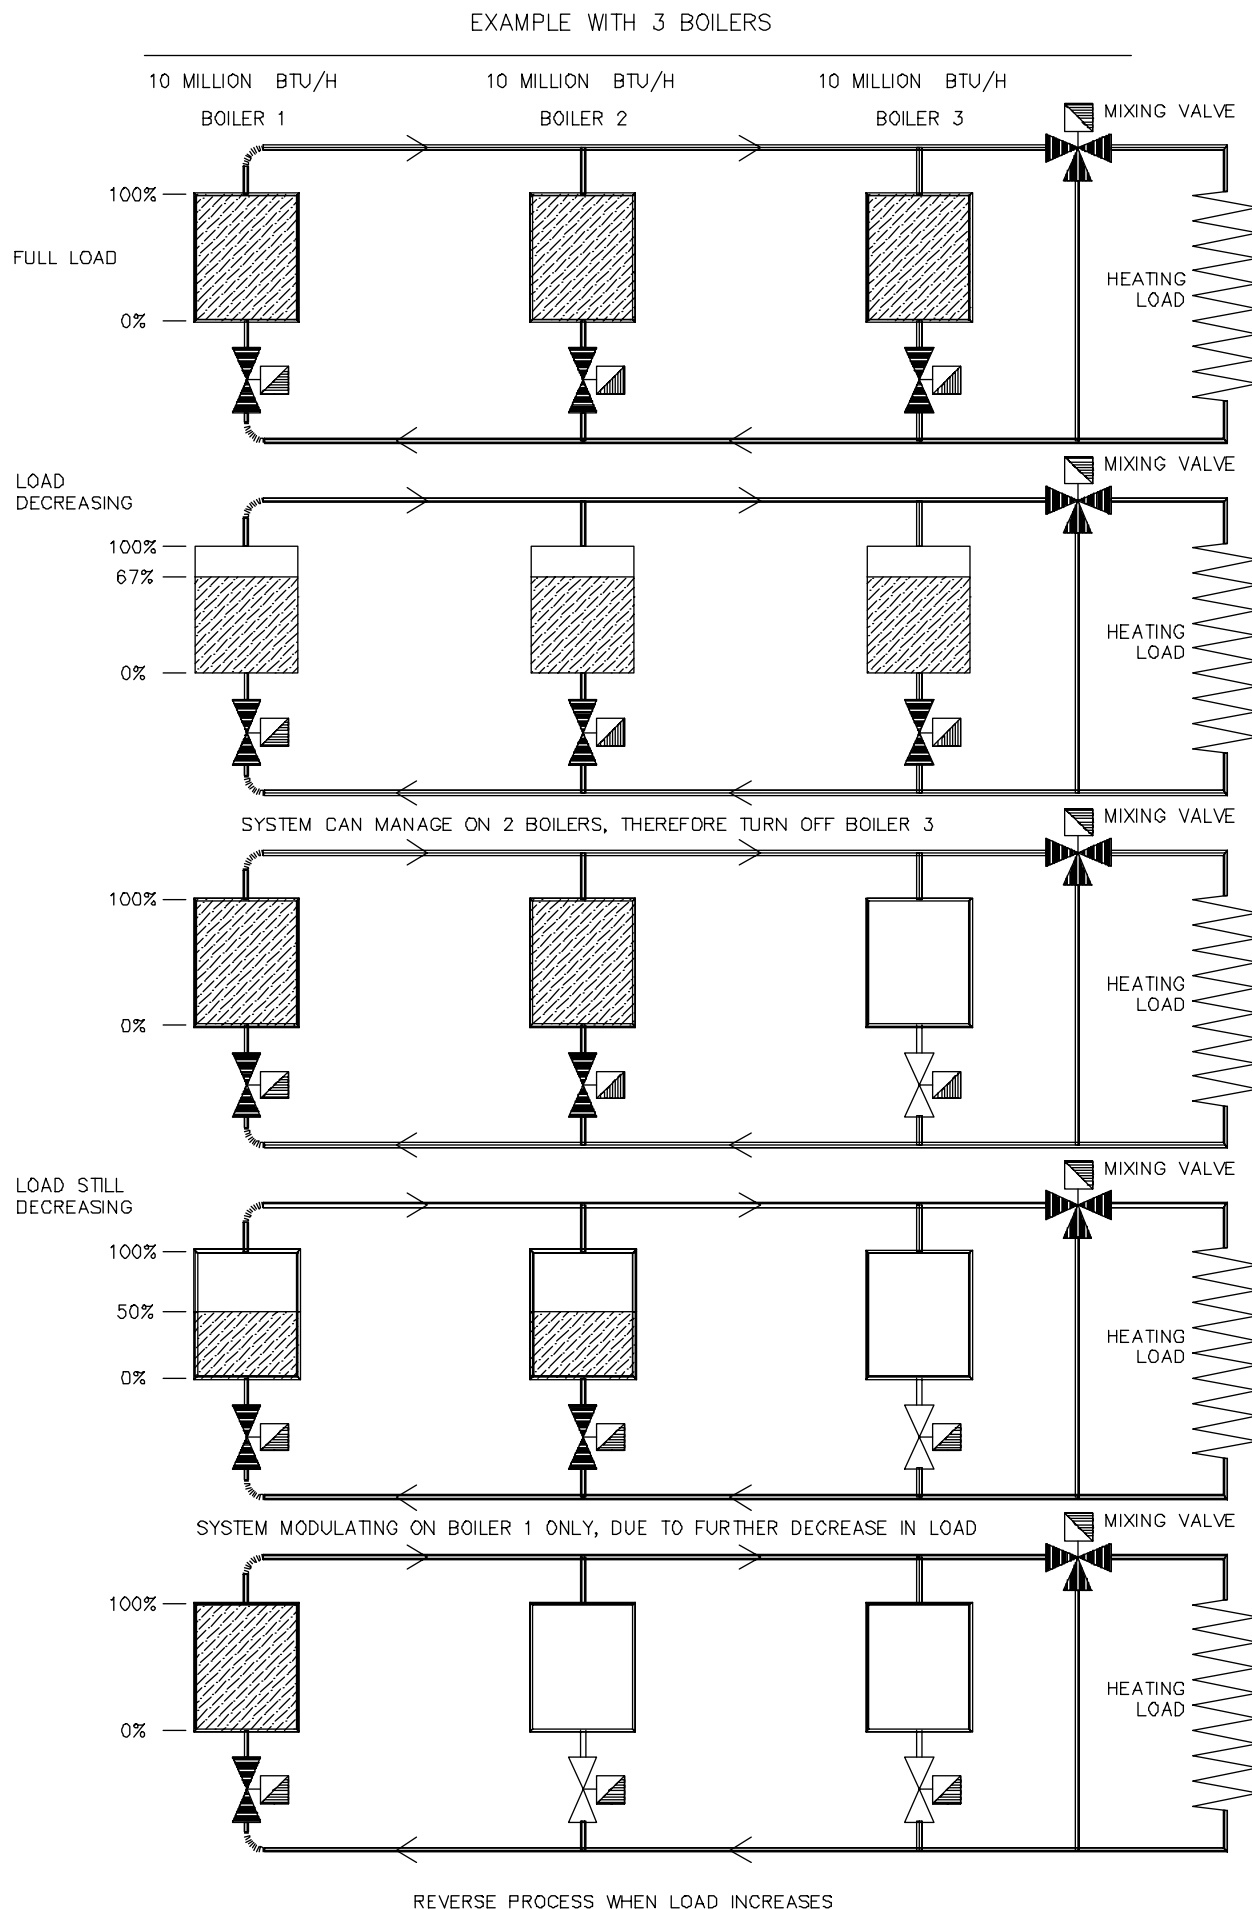 EXAMPLE WITH 3 BOILERS
10 MILLION BTU/H 10 MILLION BTU/H 10 MILLION BTU/H
BOILER 1 BOILER 2 BOILER 3
MIXING VALVE
100%
FULL LOAD
0%
HEATING
LOAD
LOAD
DECREASING
MIXING VALVE
100%
67%
0%
HEATING
LOAD
SYSTEM CAN MANAGE ON 2 BOILERS, THEREFORE TURN OFF BOILER 3
MIXING VALVE
100%
0%
HEATING
LOAD
LOAD STILL
DECREASING
MIXING VALVE
100%
50%
0%
HEATING
LOAD
SYSTEM MODULATING ON BOILER 1 ONLY, DUE TO FURTHER DECREASE IN LOAD
MIXING VALVE
100%
0%
HEATING
LOAD
REVERSE PROCESS WHEN LOAD INCREASES